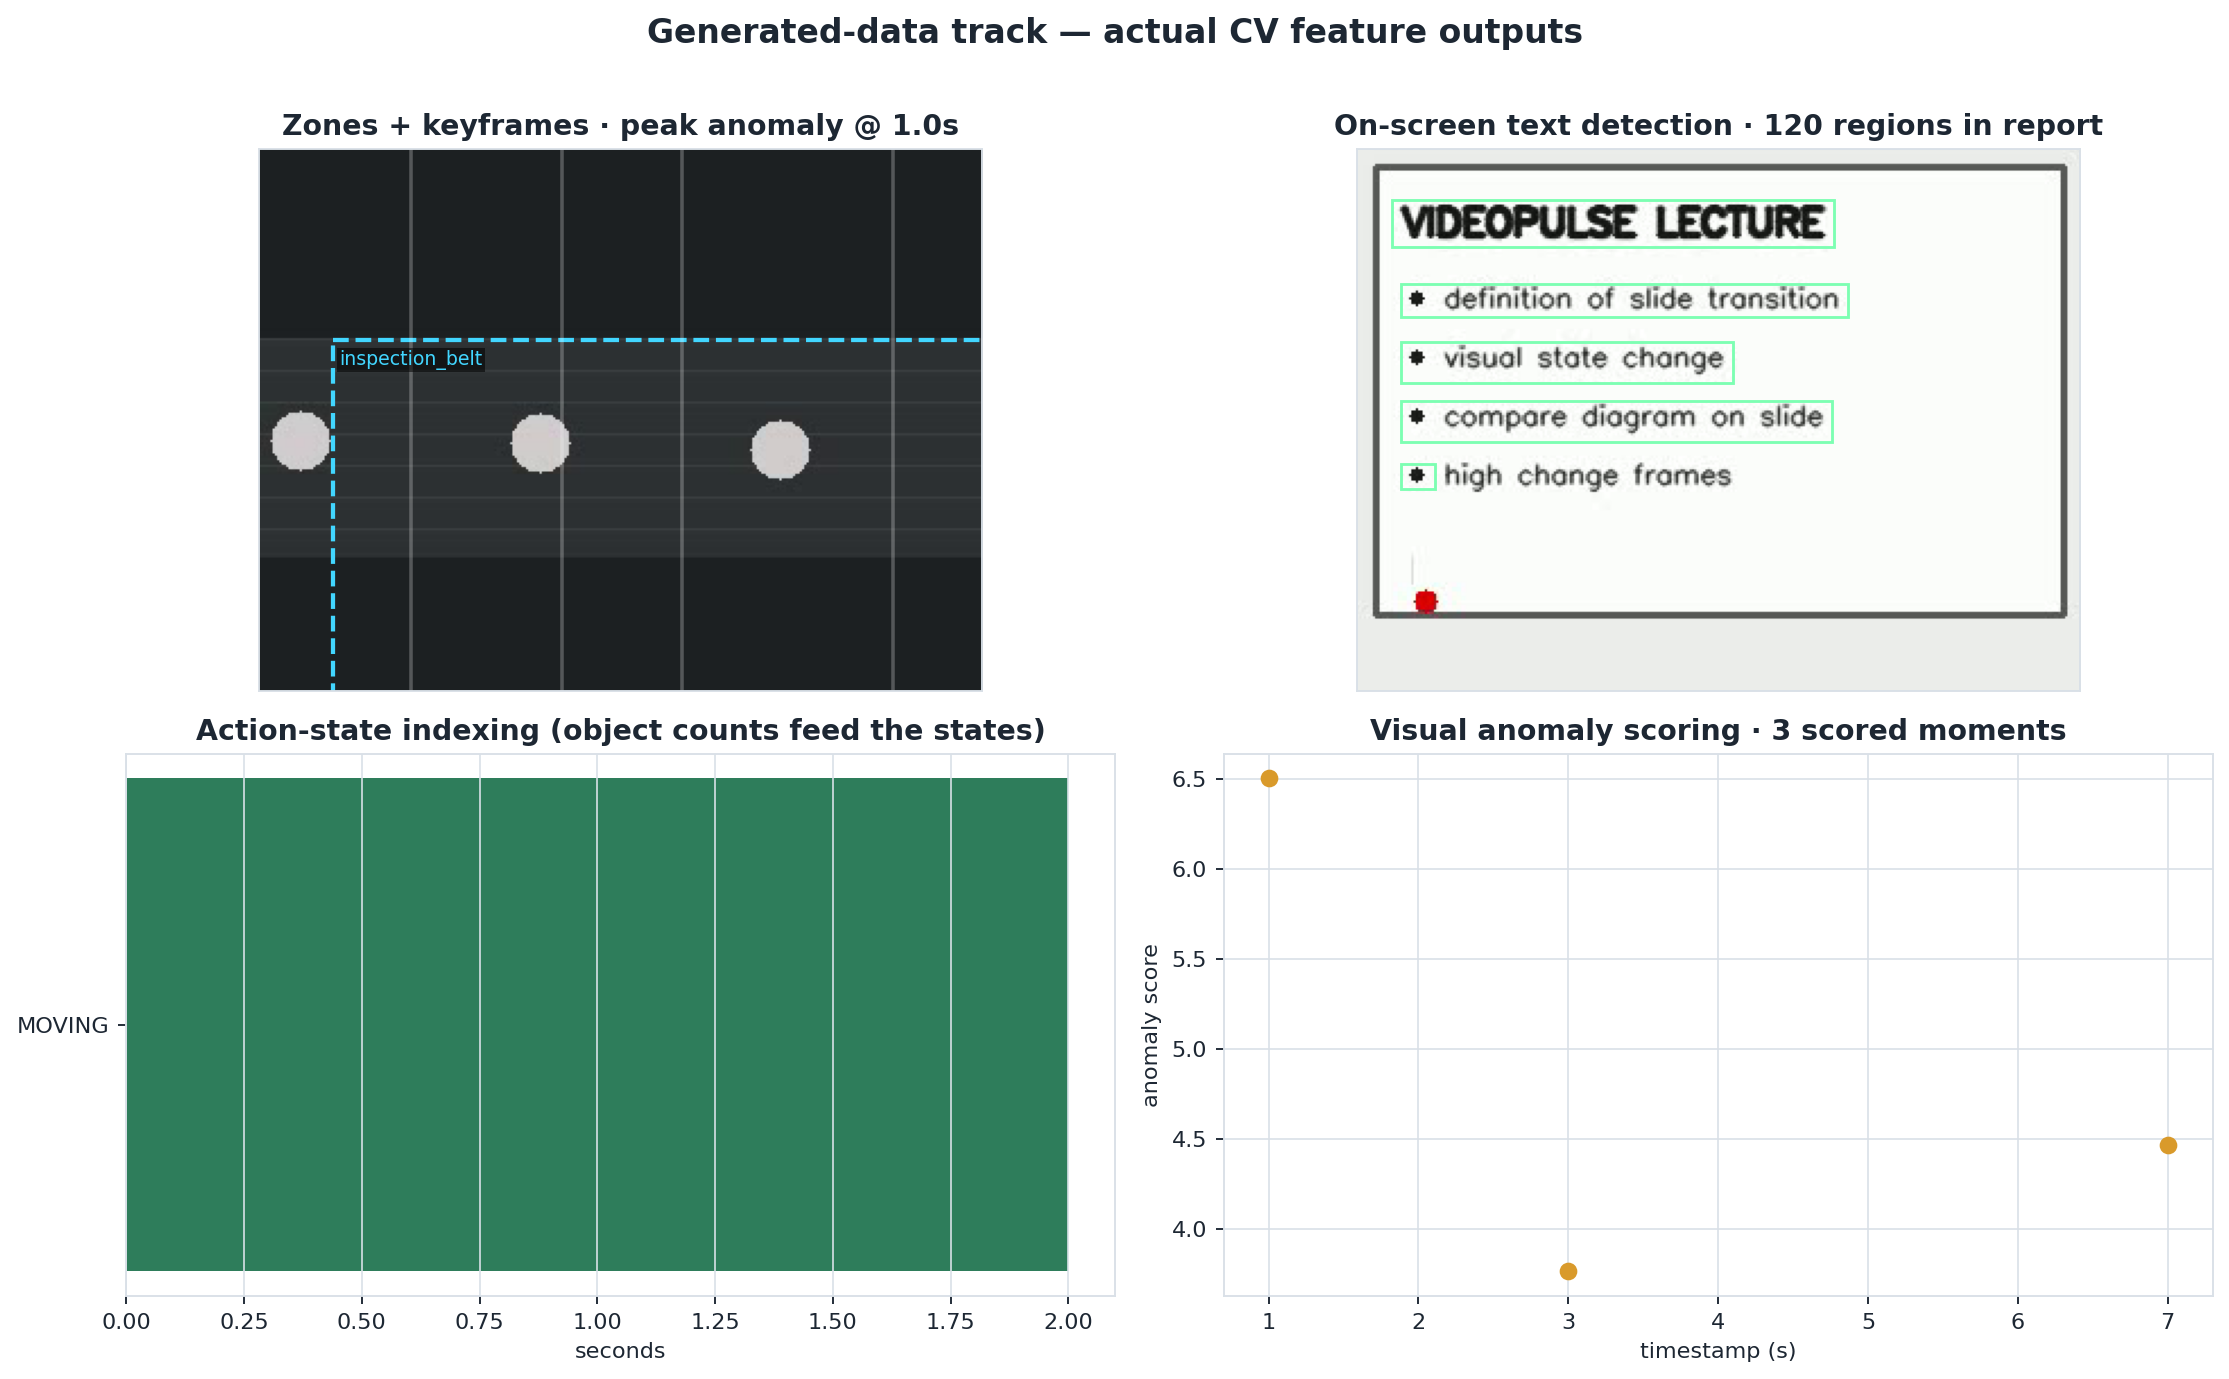 Generated-data track — actual CV feature outputs
Zones + keyframes · peak anomaly @ 1.0s
inspection_belt
On-screen text detection · 120 regions in report
VIDEOPULSE LECTURE
definition of slide transition
visual state change
compare diagram on slide
high change frames
Action-state indexing (object counts feed the states)
MOVING
0.00 0.25 0.50 0.75 1.00 1.25 1.50 1.75 2.00
seconds
Visual anomaly scoring · 3 scored moments
anomaly score
6.5
6.0
5.5
5.0
4.5
4.0
1 2 3 4 5 6 7
timestamp (s)